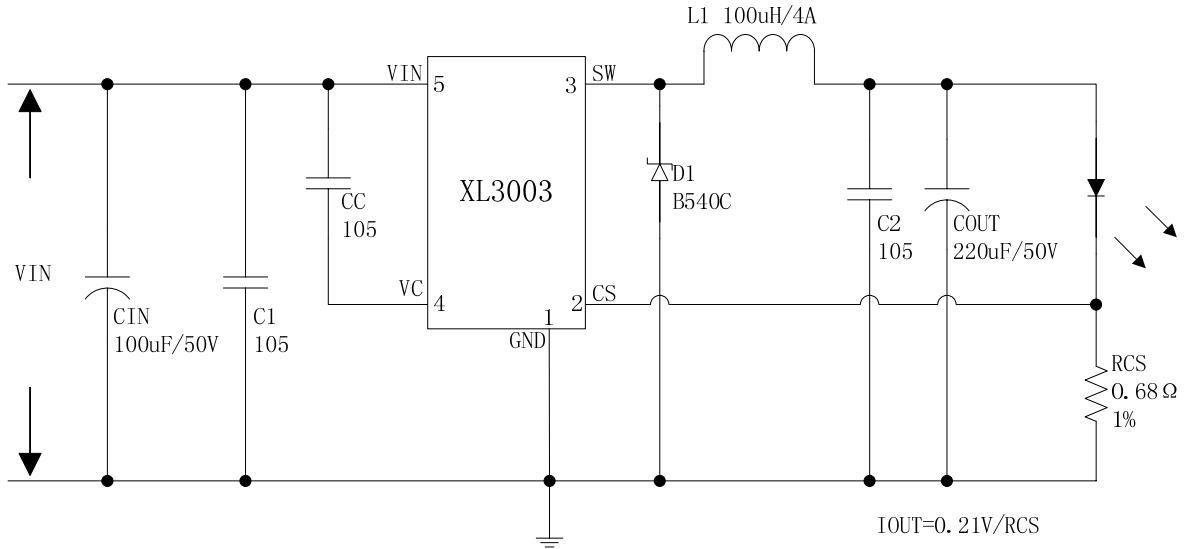 L1 100uH/4A
VIN
5
3
SW
XL3003
CC
105
D1
B540C
C2
105
COUT
220uF/50V
VIN
VC
4
2
CS
1
GND
CIN
100uF/50V
C1
105
RCS
0.68Ω
1%
IOUT=0.21V/RCS